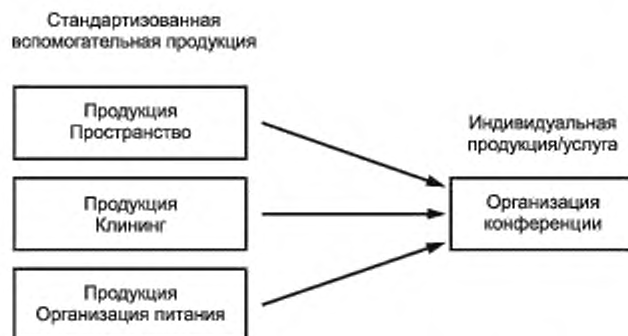 Стандартизованная
вспомогательная продукция
Продукция
Пространство
Индивидуальная
продукция/услуга
Продукция
Клининг
Организация
конференции
Продукция
Организация питания